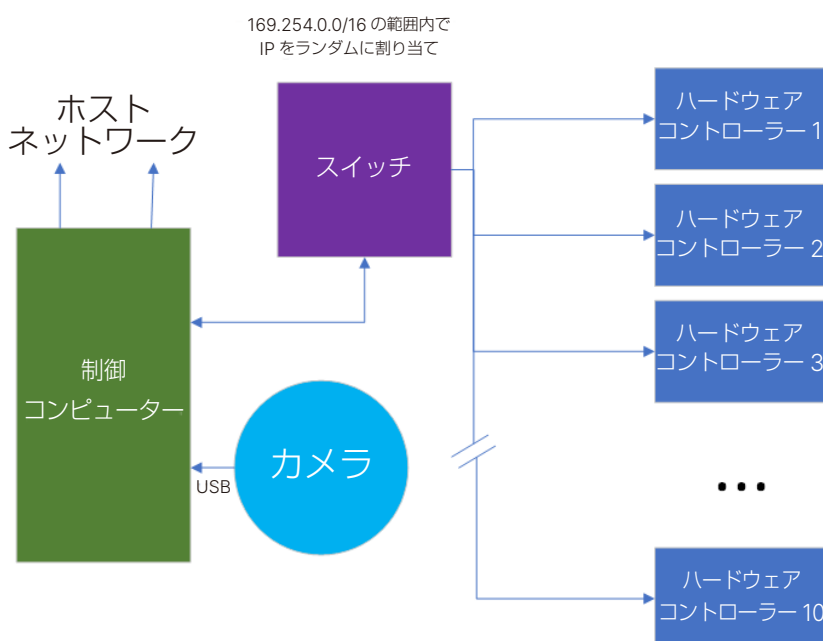 169.254.0.0/16 の範囲内で
IP をランダムに割り当て
ホスト
ネットワーク
スイッチ
ハードウェア
コントローラー 1
ハードウェア
コントローラー 2
ハードウェア
コントローラー 3
制御
コンピューター
カメラ
USB
•••
ハードウェア
コントローラー 10